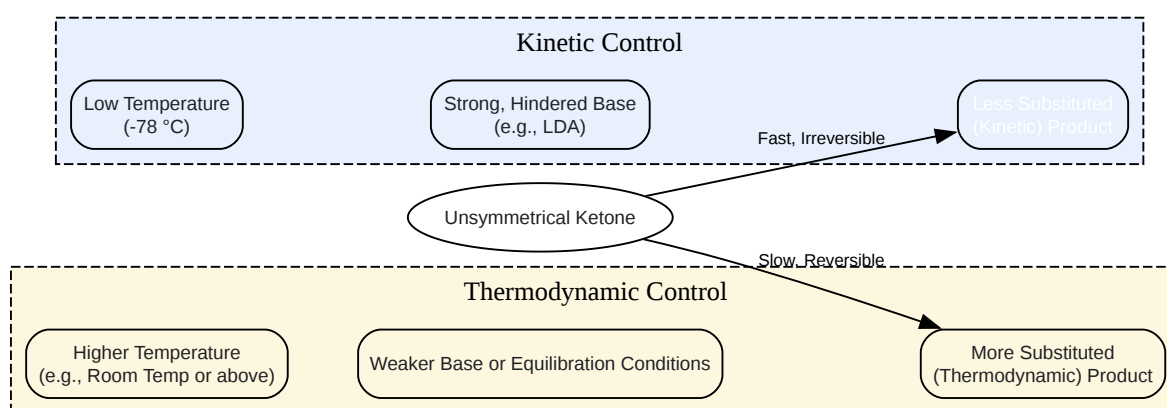 Kinetic Control
Low Temperature
(-78 °C)
Strong, Hindered Base
(e.g., LDA)
Less Substituted
(Kinetic) Product
Fast, Irreversible
Unsymmetrical Ketone
Slow, Reversible
Thermodynamic Control
Higher Temperature
(e.g., Room Temp or above)
Weaker Base or Equilibration Conditions
More Substituted
(Thermodynamic) Product